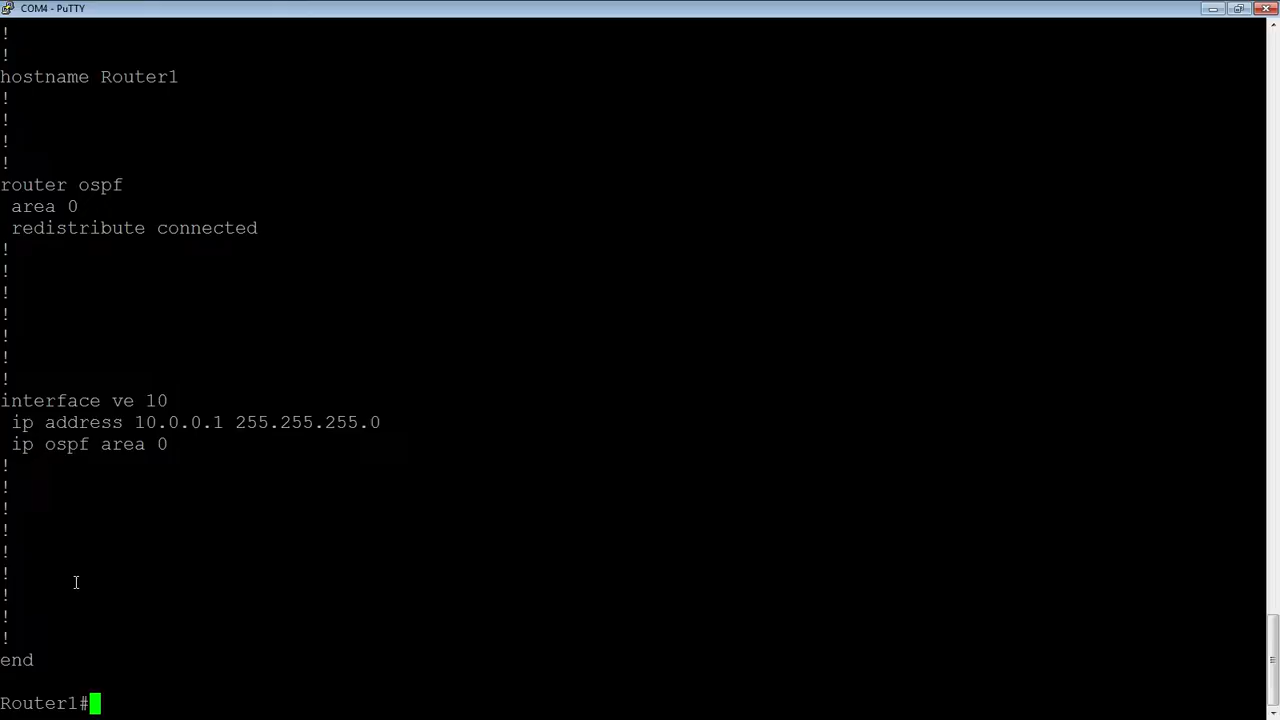 COM4 - PuTTY
!
!
hostname Router1
!
!
!
!
router ospf
 area 0
 redistribute connected
!
!
!
!
!
!
!
interface ve 10
 ip address 10.0.0.1 255.255.255.0
 ip ospf area 0
!
!
!
!
!
!
!
!
!
end
Router1#